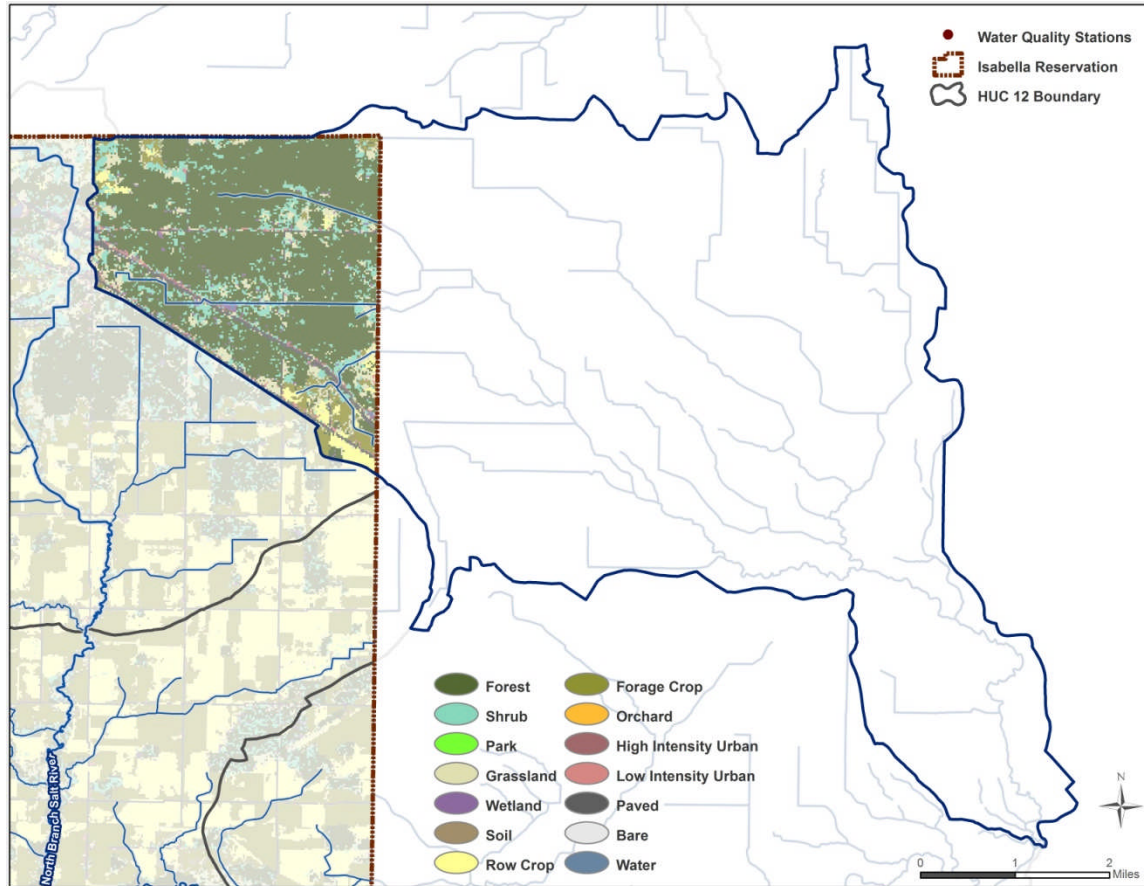 Water Quality Stations
Isabella Reservation
HUC 12 Boundary
Forest
Shrub
Park
Grassland
Wetland
Soil
Row Crop
Forage Crop
Orchard
High Intensity Urban
Low Intensity Urban
Paved
Bare
Water
North Branch Salt River
N
0 1 2
Miles